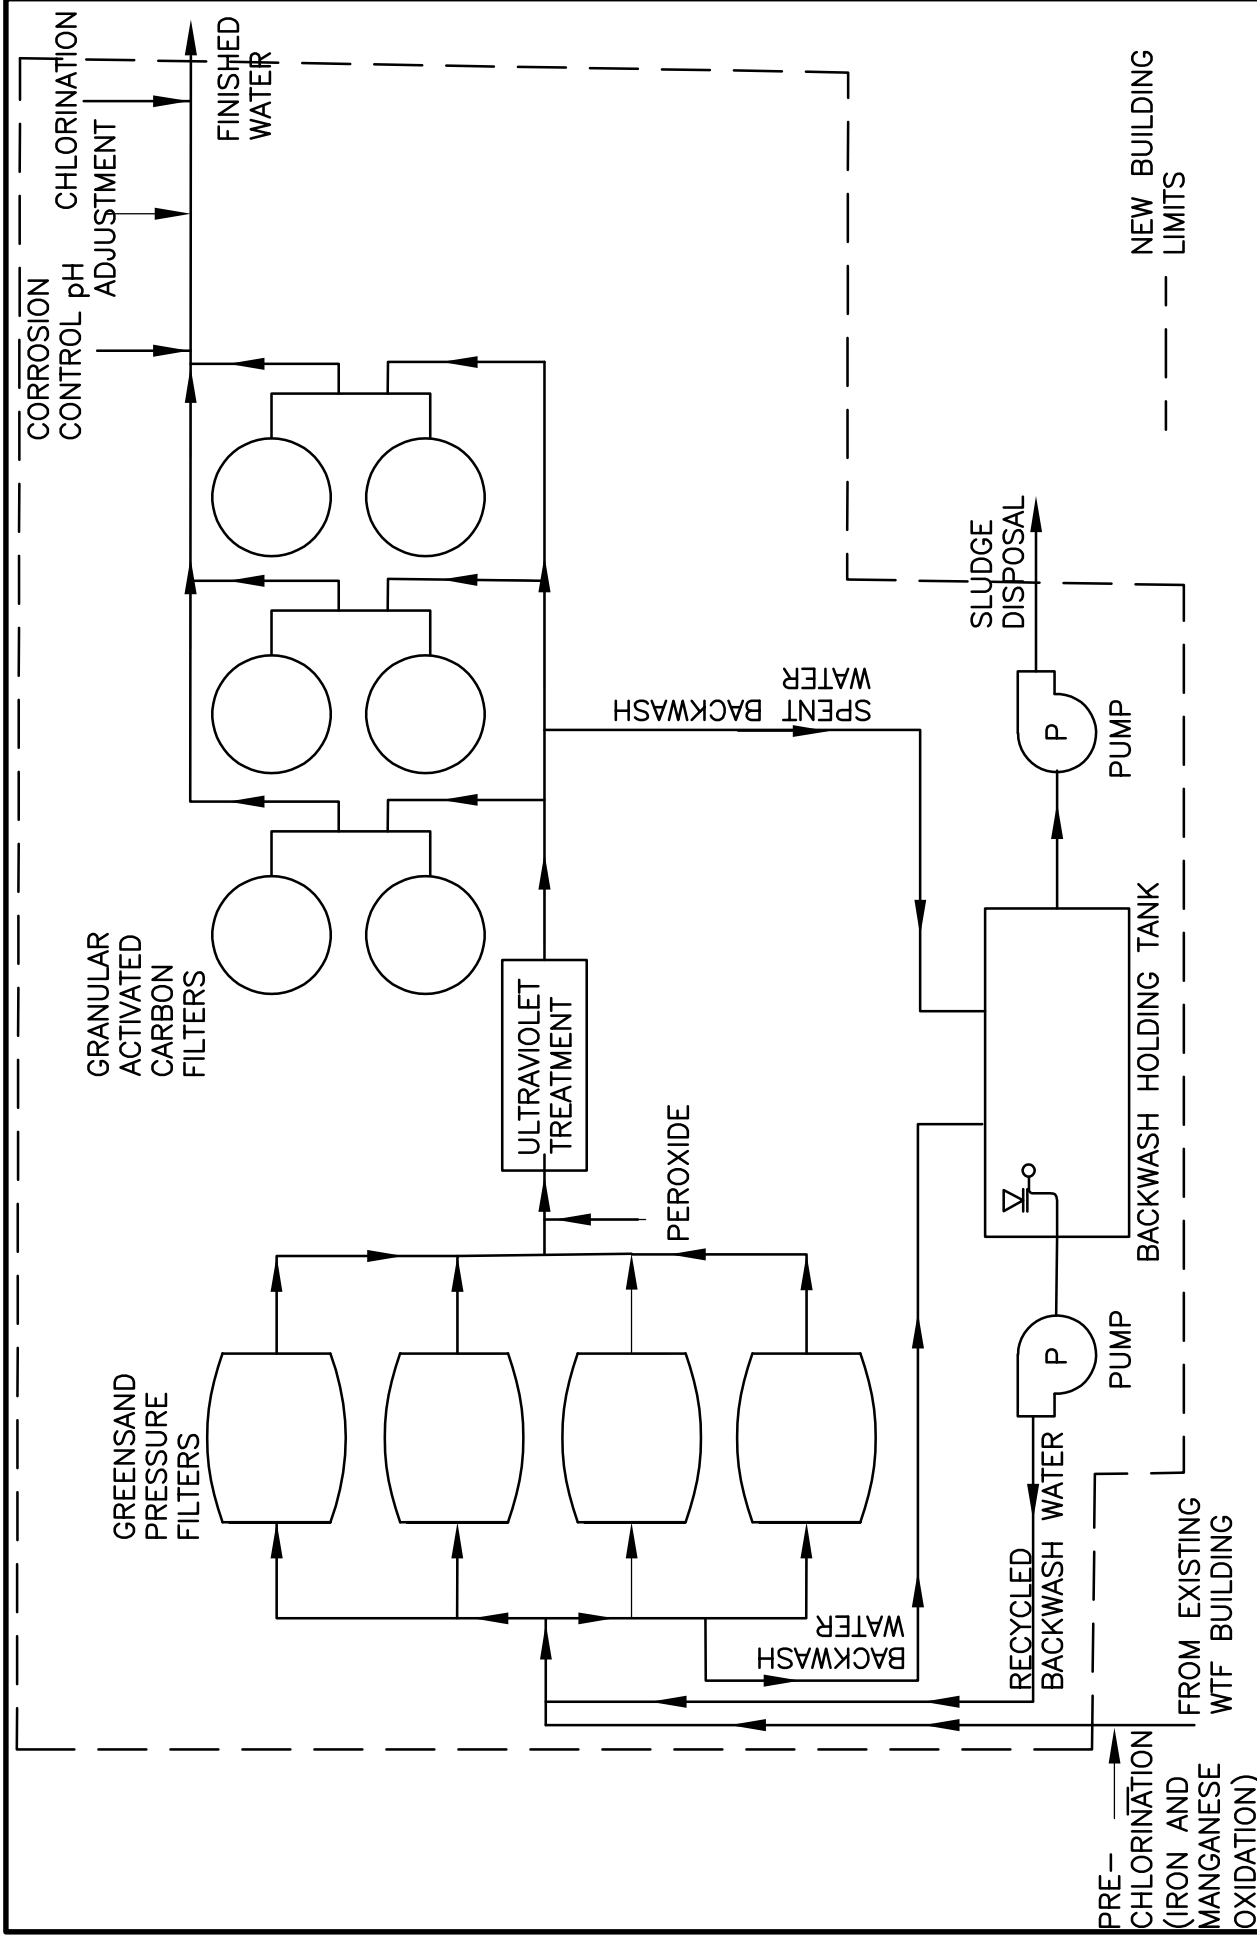 CORROSION
CONTROL
pH
ADJUSTMENT
CHLORINATION
FINISHED
WATER
GRANULAR
ACTIVATED
CARBON
FILTERS
GREENSAND
PRESSURE
FILTERS
ULTRAVIOLET
TREATMENT
PEROXIDE
SPENT BACKWASH
WATER
BACKWASH
WATER
SLUDGE
DISPOSAL
P
PUMP
BACKWASH HOLDING TANK
P
PUMP
RECYCLED
BACKWASH WATER
FROM EXISTING
WTF BUILDING
PRE-
CHLORINATION
(IRON AND
MANGANESE
OXIDATION)
NEW BUILDING
LIMITS